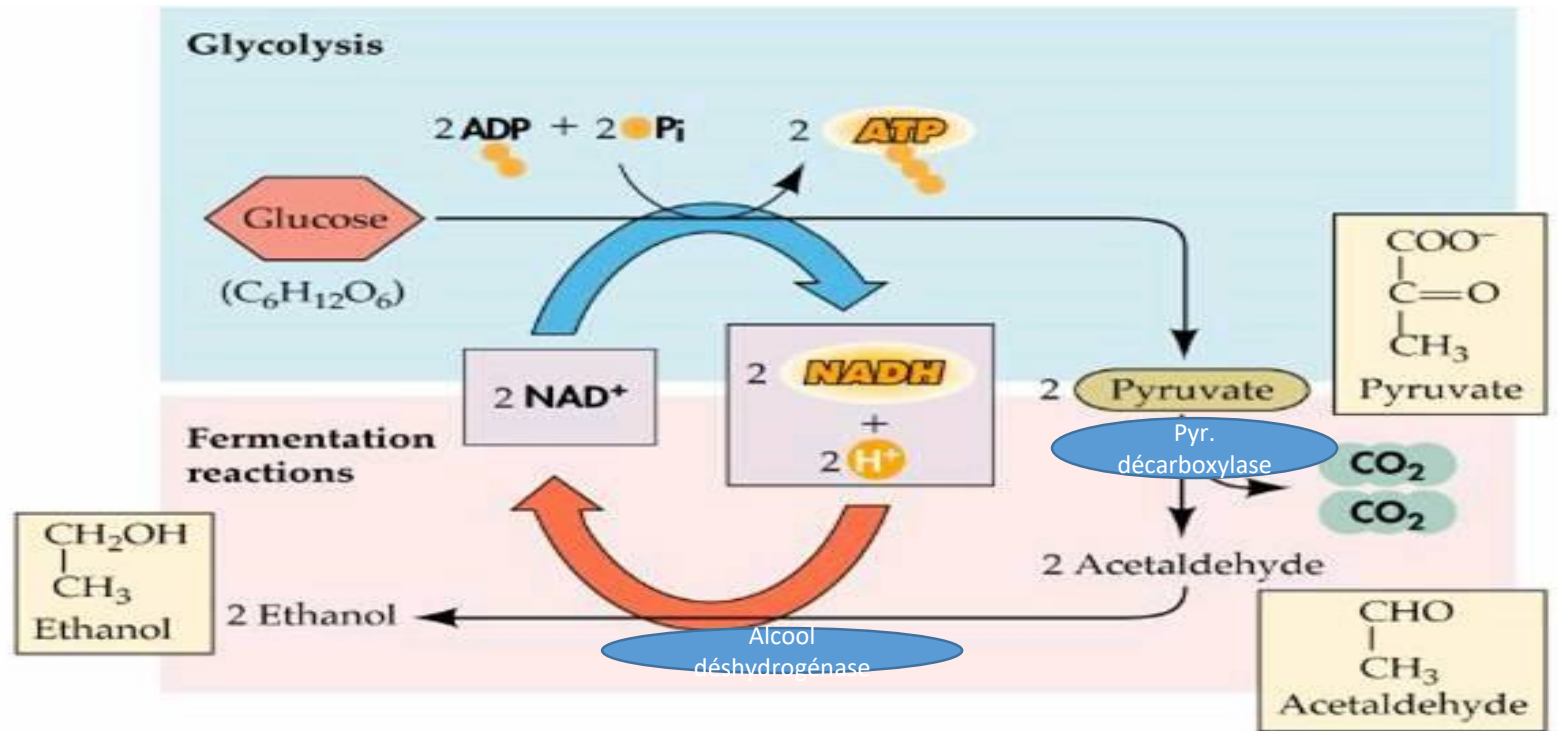 Glycolysis
2 ADP + 2 Pi 2 ATP
Glucose
(C6H12O6)
COO⁻
C=O
CH3
Pyruvate
2 NAD⁺
2 NADH
+
2 H⁺
2 Pyruvate
Fermentation
reactions
Pyr.
décarboxylase
CO2
CO2
CH2OH
CH3
Ethanol
2 Ethanol
2 Acetaldehyde
Alcool
déshydrogénase
CHO
CH3
Acetaldehyde